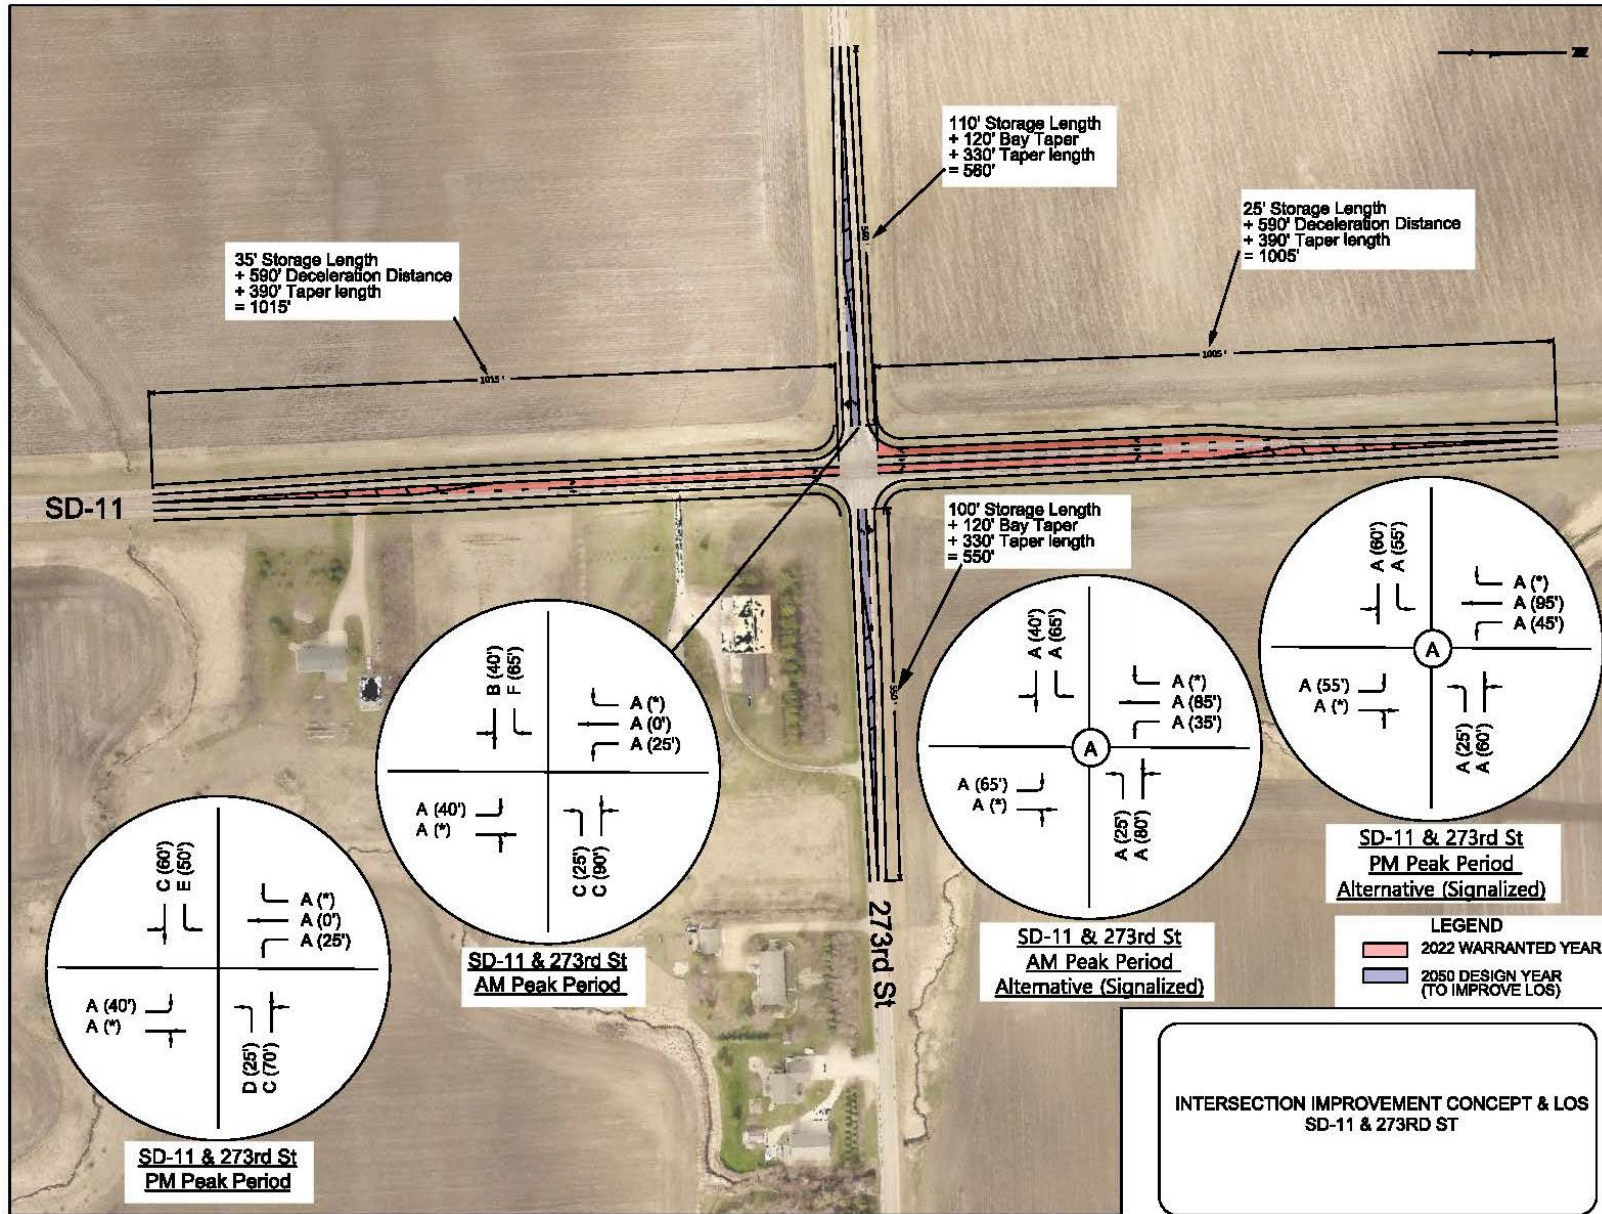 110' Storage Length
+ 120' Bay Taper
+ 330' Taper length
= 560'
25' Storage Length
+ 590' Deceleration Distance
+ 390' Taper length
= 1005'
35' Storage Length
+ 590' Deceleration Distance
+ 390' Taper length
= 1015'
560'
1005'
1015'
SD-11
100' Storage Length
+ 120' Bay Taper
+ 330' Taper length
= 550'
550'
273rd St
A (60')
A (55')
A (*)
A (95')
A (45')
A
A (55')
A (*)
A (25')
A (60')
SD-11 & 273rd St
PM Peak Period
Alternative (Signalized)
A (40')
A (65')
A (*)
A (85')
A (35')
A
A (65')
A (*)
A (25')
A (80')
SD-11 & 273rd St
AM Peak Period
Alternative (Signalized)
B (40')
F (65')
A (*)
A (0')
A (25')
A (40')
A (*)
C (25')
C (90')
SD-11 & 273rd St
AM Peak Period
C (60')
E (50')
A (*)
A (0')
A (25')
A (40')
A (*)
D (25')
C (70')
SD-11 & 273rd St
PM Peak Period
LEGEND
2022 WARRANTED YEAR
2050 DESIGN YEAR
(TO IMPROVE LOS)
INTERSECTION IMPROVEMENT CONCEPT & LOS
SD-11 & 273RD ST